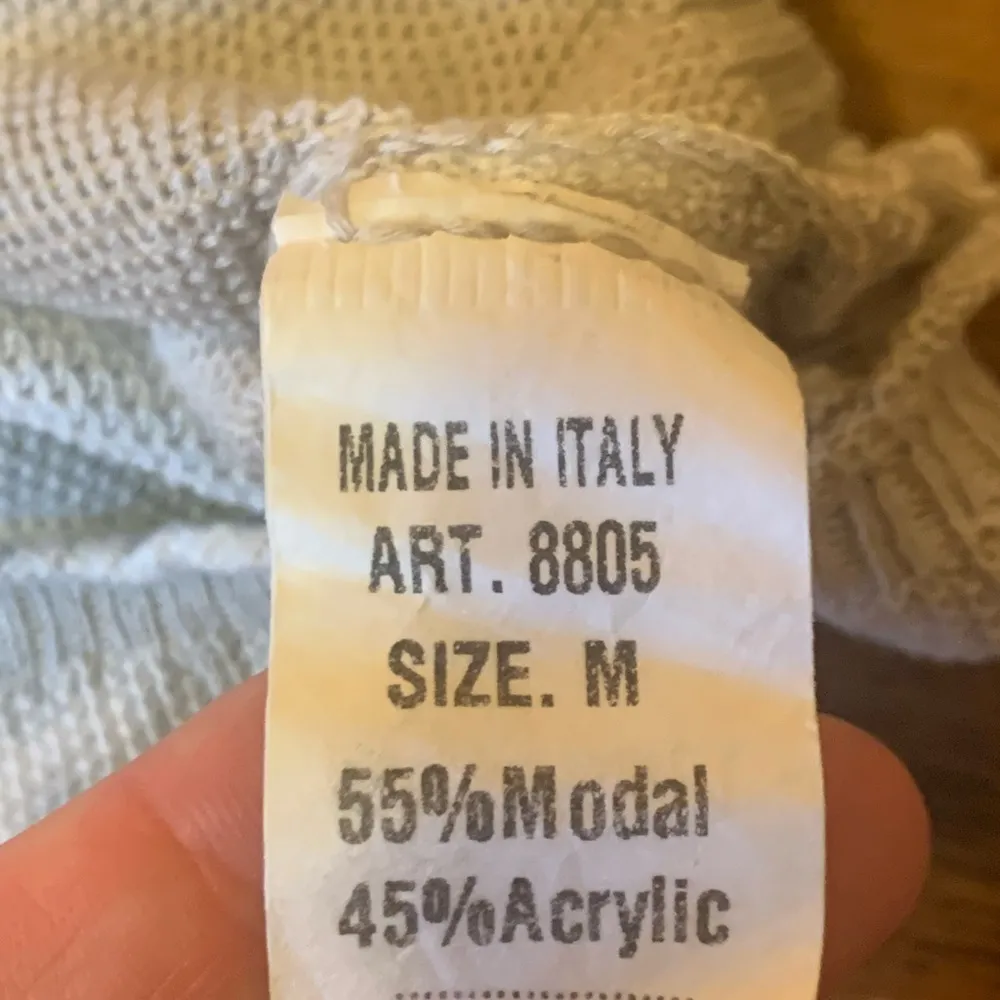 MADE IN ITALY
ART. 8805
SIZE. M
55%Modal
45%Acrylic